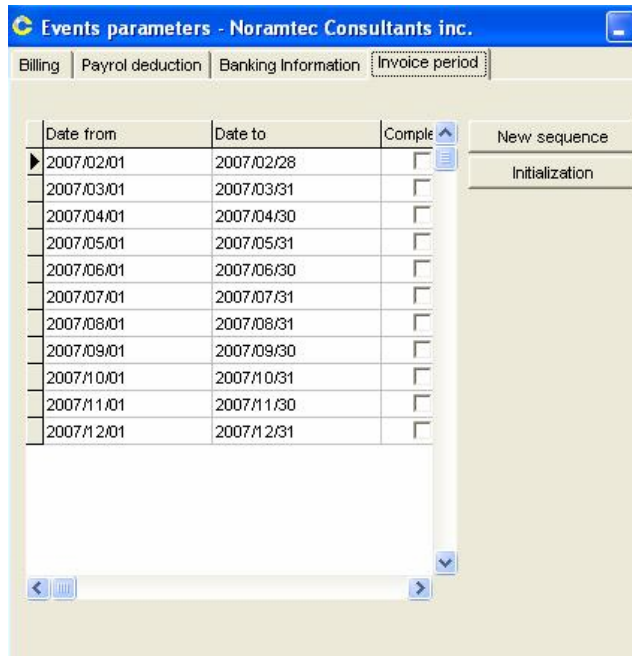 Events parameters - Noramtec Consultants inc.
Billing Payrol deduction Banking Information Invoice period
Date from Date to Comple
New sequence
2007/02/01 2007/02/28
Initialization
2007/03/01 2007/03/31
2007/04/01 2007/04/30
2007/05/01 2007/05/31
2007/06/01 2007/06/30
2007/07/01 2007/07/31
2007/08/01 2007/08/31
2007/09/01 2007/09/30
2007/10/01 2007/10/31
2007/11/01 2007/11/30
2007/12/01 2007/12/31